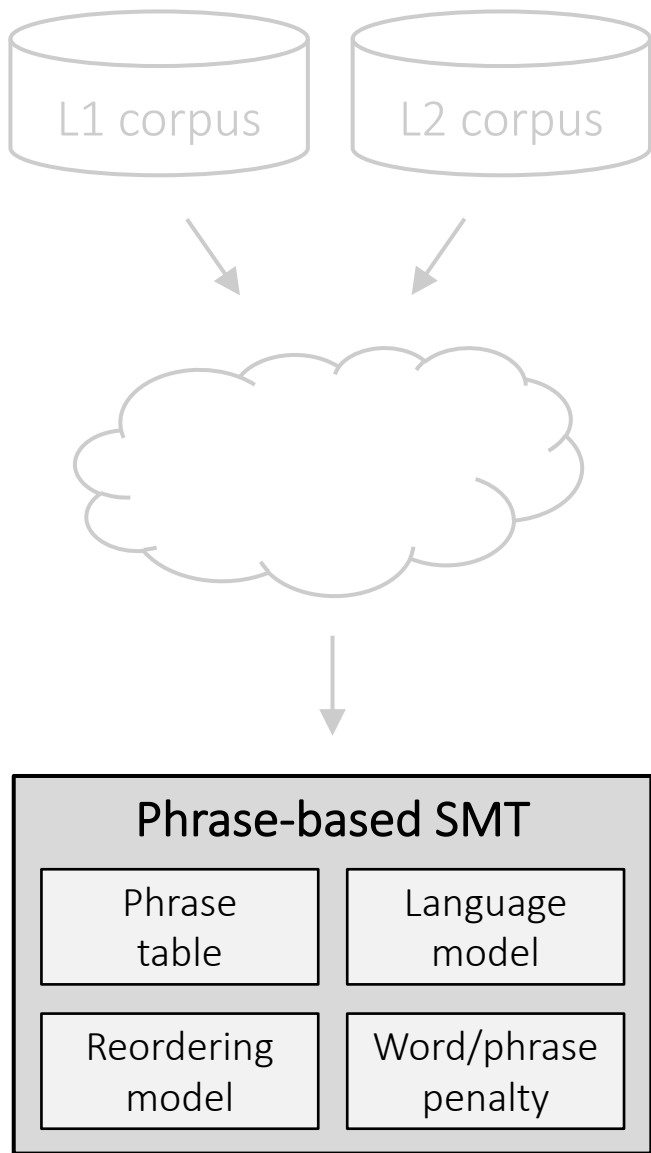 L1 corpus
L2 corpus
Phrase-based SMT
Phrase
table
Language
model
Reordering
model
Word/phrase
penalty